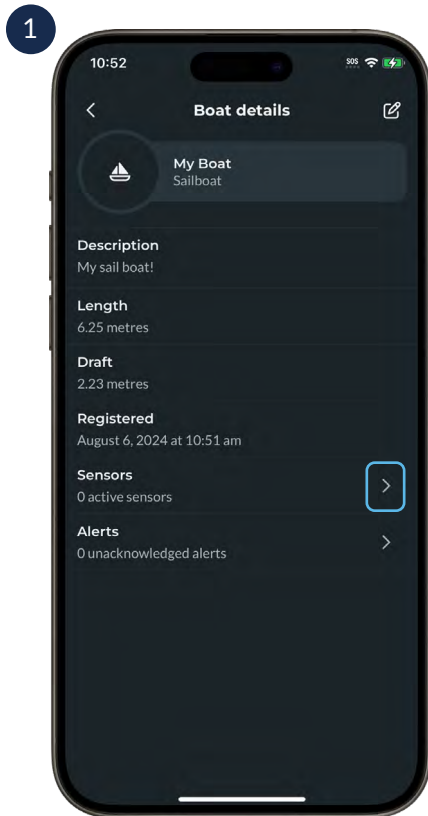 1
10:52
SOS
Boat details
My Boat
Sailboat
Description
My sail boat!
Length
6.25 metres
Draft
2.23 metres
Registered
August 6, 2024 at 10:51 am
Sensors
0 active sensors
Alerts
0 unacknowledged alerts